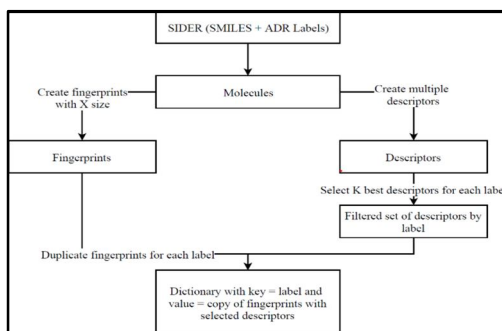 SIDER (SMILES + ADR Labels)
Create fingerprints
with X size
Molecules
Create multiple
descriptors
Fingerprints
Descriptors
Select K best descriptors for each labe
Filtered set of descriptors by
label
Duplicate fingerprints for each label
Dictionary with key = label and
value = copy of fingerprints with
selected descriptors